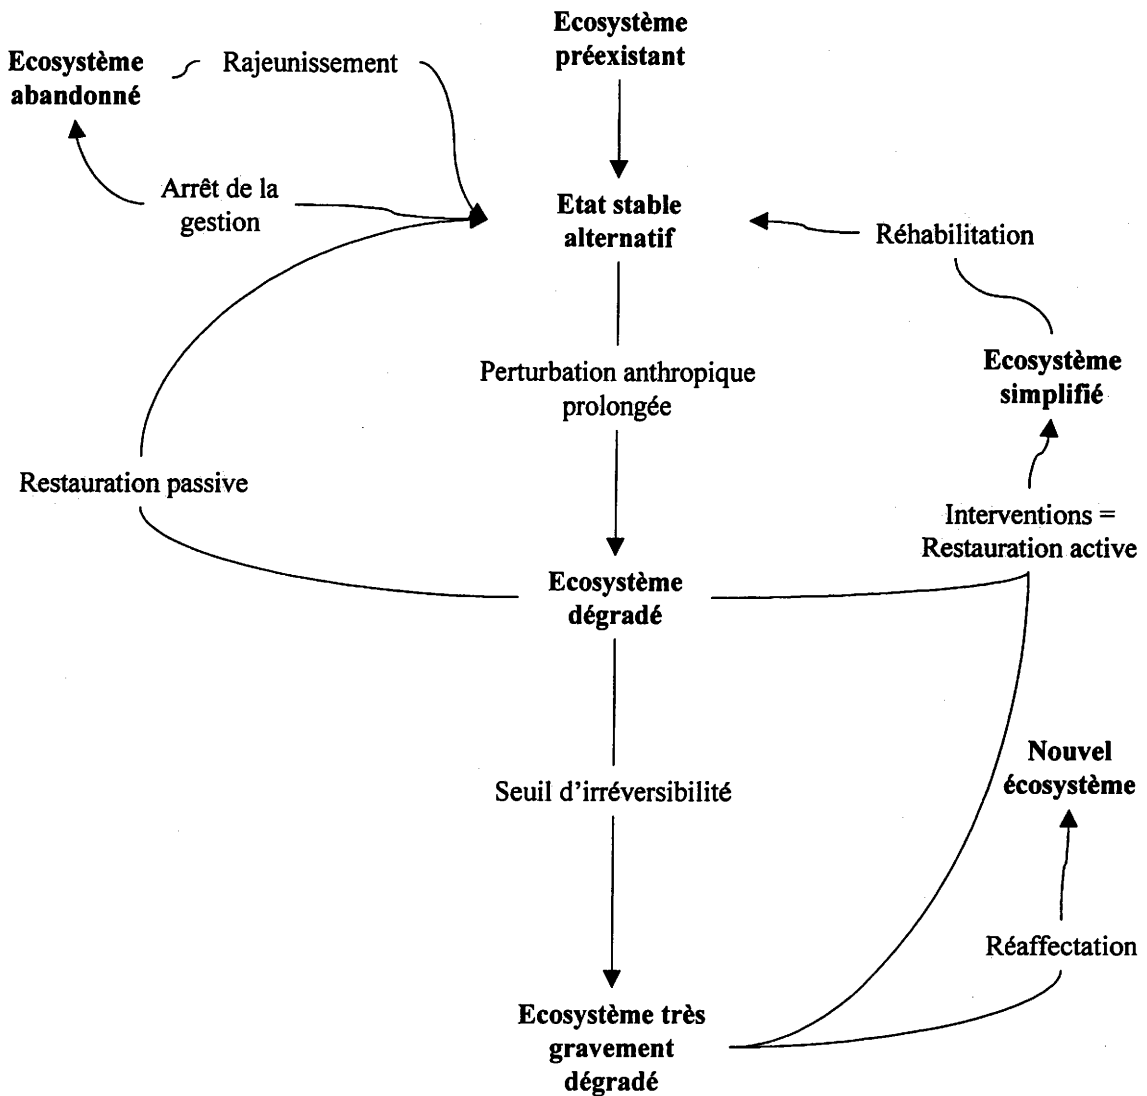 Ecosystème
préexistant
Ecosystème
abandonné
Rajeunissement
Arrêt de la
gestion
Etat stable
alternatif
Réhabilitation
Perturbation anthropique
prolongée
Ecosystème
simplifié
Restauration passive
Interventions =
Restauration active
Ecosystème
dégradé
Nouvel
écosystème
Seuil d'irréversibilité
Réaffectation
Ecosystème très
gravement
dégradé